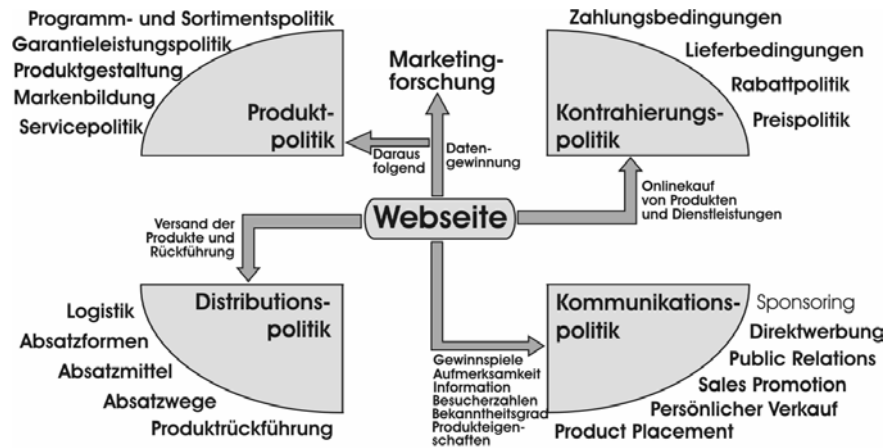 Programm- und Sortimentspolitik
Garantieleistungspolitik
Produktgestaltung
Markenbildung
Servicepolitik
Produkt-
politik
Marketing-
forschung
Daraus
folgend
Daten-
gewinnung
Zahlungsbedingungen
Lieferbedingungen
Rabattpolitik
Preispolitik
Kontrahierungs-
politik
Onlinekauf
von Produkten
und Dienstleistungen
Webseite
Versand der
Produkte und
Rückführung
Distributions-
politik
Logistik
Absatzformen
Absatzmittel
Absatzwege
Produktrückführung
Gewinnspiele
Aufmerksamkeit
Information
Besucherzahlen
Bekanntheitsgrad
Produkteigen-
schaften
Kommunikations-
politik
Sponsoring
Direktwerbung
Public Relations
Sales Promotion
Persönlicher Verkauf
Product Placement